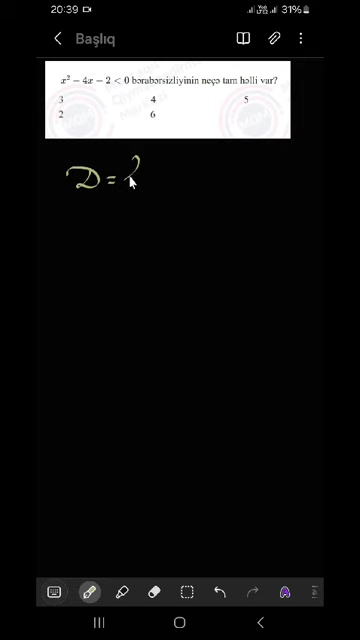 20:39 31%
Başlıq
x² − 4x − 2 < 0 bərabərsizliyinin neçə tam həlli var?
3 4 5
2 6
D =